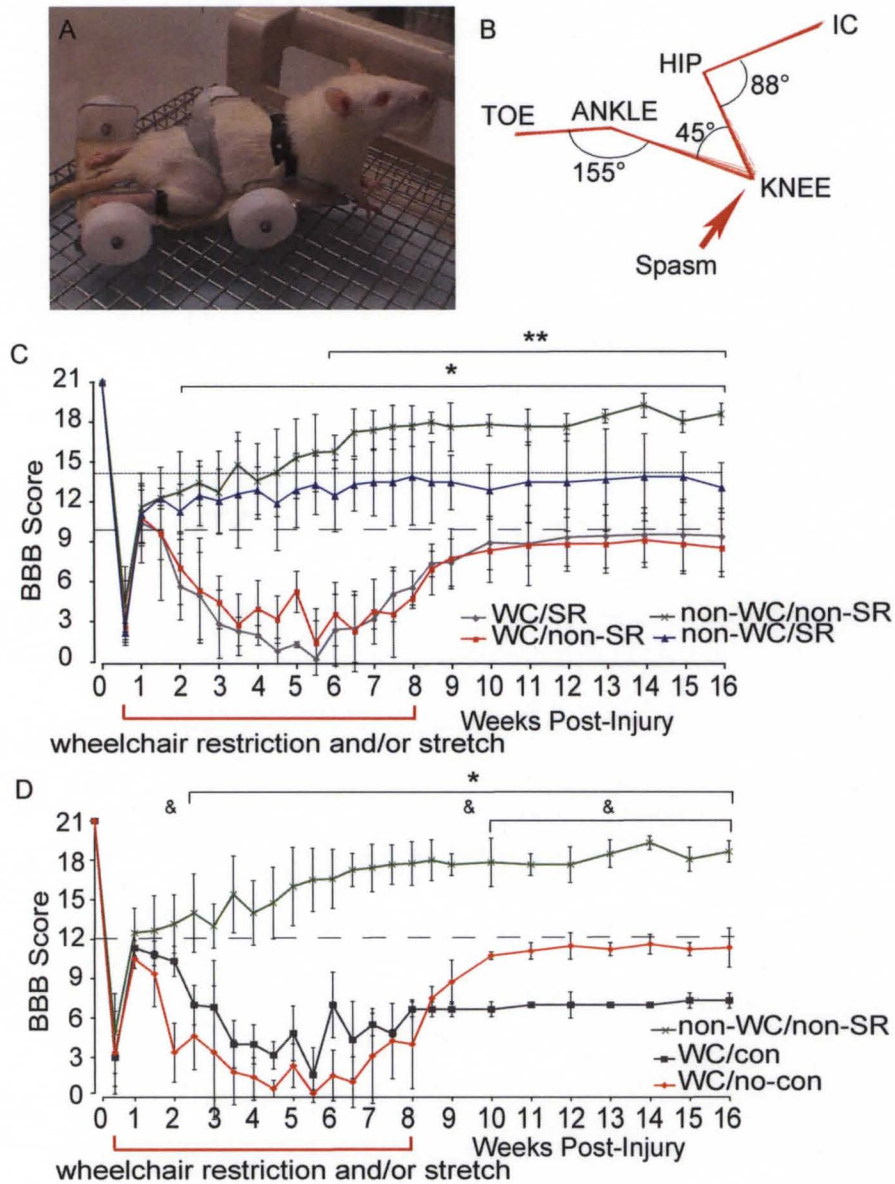 A
B
IC
HIP
88°
TOE
ANKLE
45°
155°
KNEE
Spasm
C
**
*
21
18
15
12
9
6
3
0
BBB Score
WC/SR
non-WC/non-SR
WC/non-SR
non-WC/SR
0 1 2 3 4 5 6 7 8 9 10 11 12 13 14 15 16
Weeks Post-Injury
wheelchair restriction and/or stretch
D
*
& & &
21
18
15
12
9
6
3
0
BBB Score
non-WC/non-SR
WC/con
WC/no-con
0 1 2 3 4 5 6 7 8 9 10 11 12 13 14 15 16
Weeks Post-Injury
wheelchair restriction and/or stretch